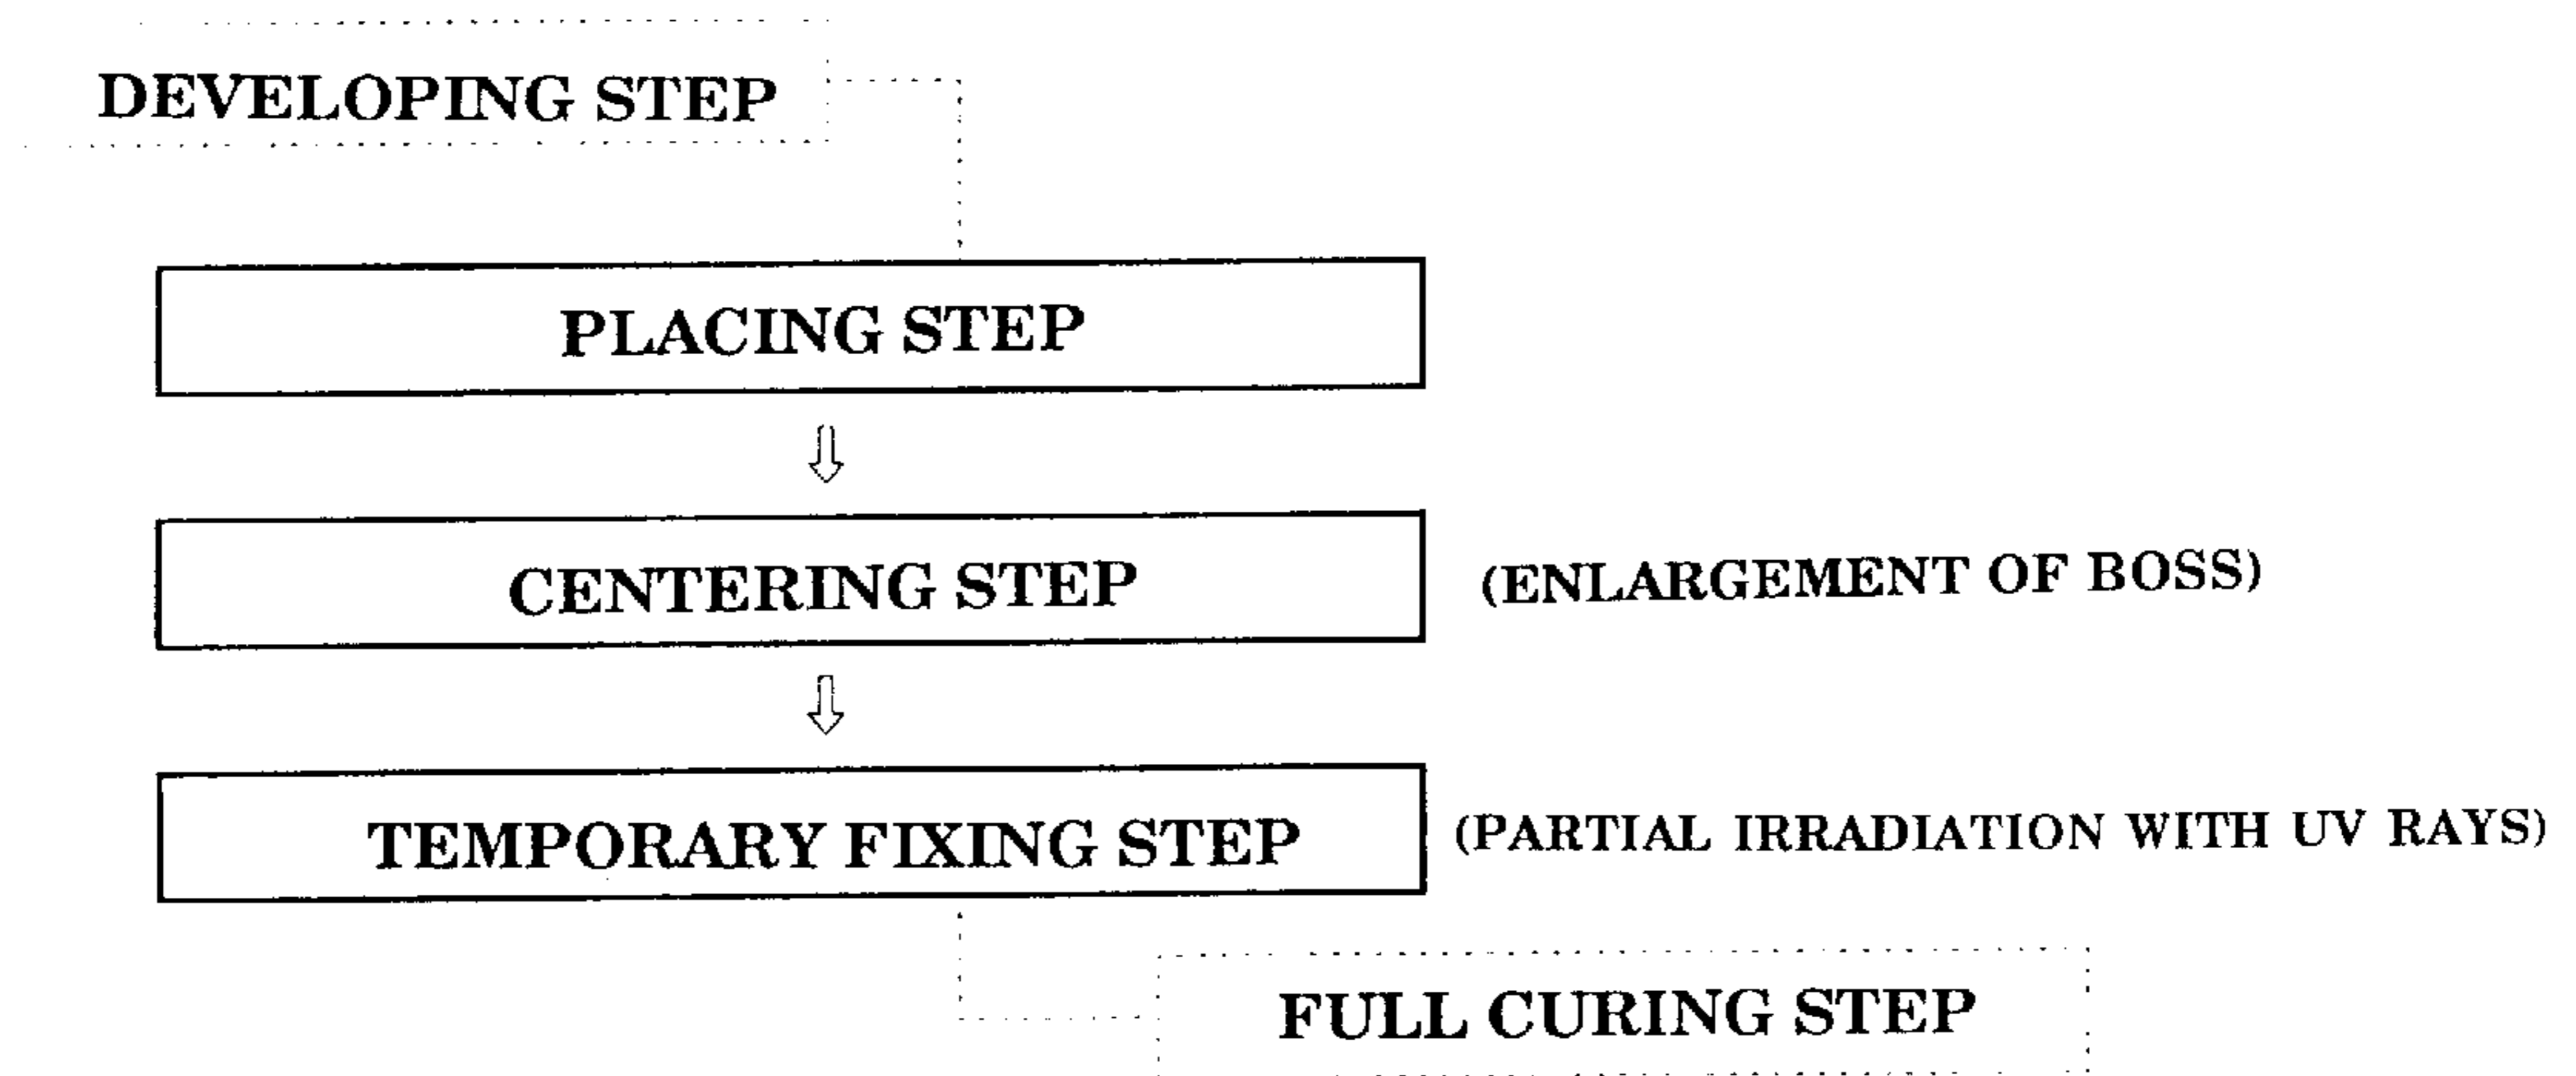 DEVELOPING STEP
PLACING STEP
CENTERING STEP (ENLARGEMENT OF BOSS)
TEMPORARY FIXING STEP (PARTIAL IRRADIATION WITH UV RAYS)
FULL CURING STEP